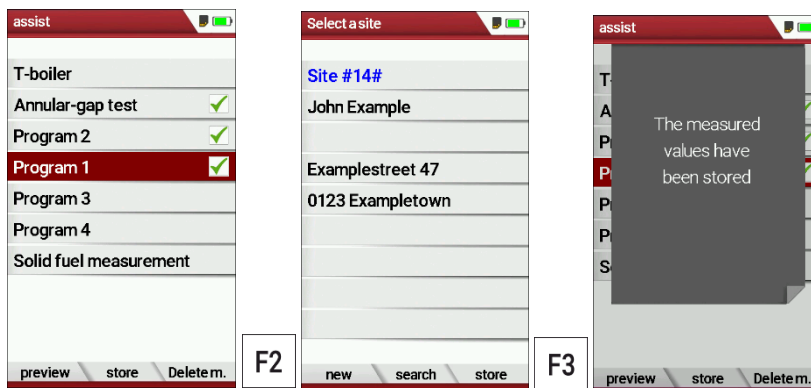 assist
T-boiler
Annular-gap test
Program 2
Program 1
Program 3
Program 4
Solid fuel measurement
preview store Delete m.
F2
Select a site
Site #14#
John Example
Examplestreet 47
0123 Exampletown
new search store
F3
assist
T-
A
P
P
The measured
values have
been stored
P
P
S
preview store Delete m.